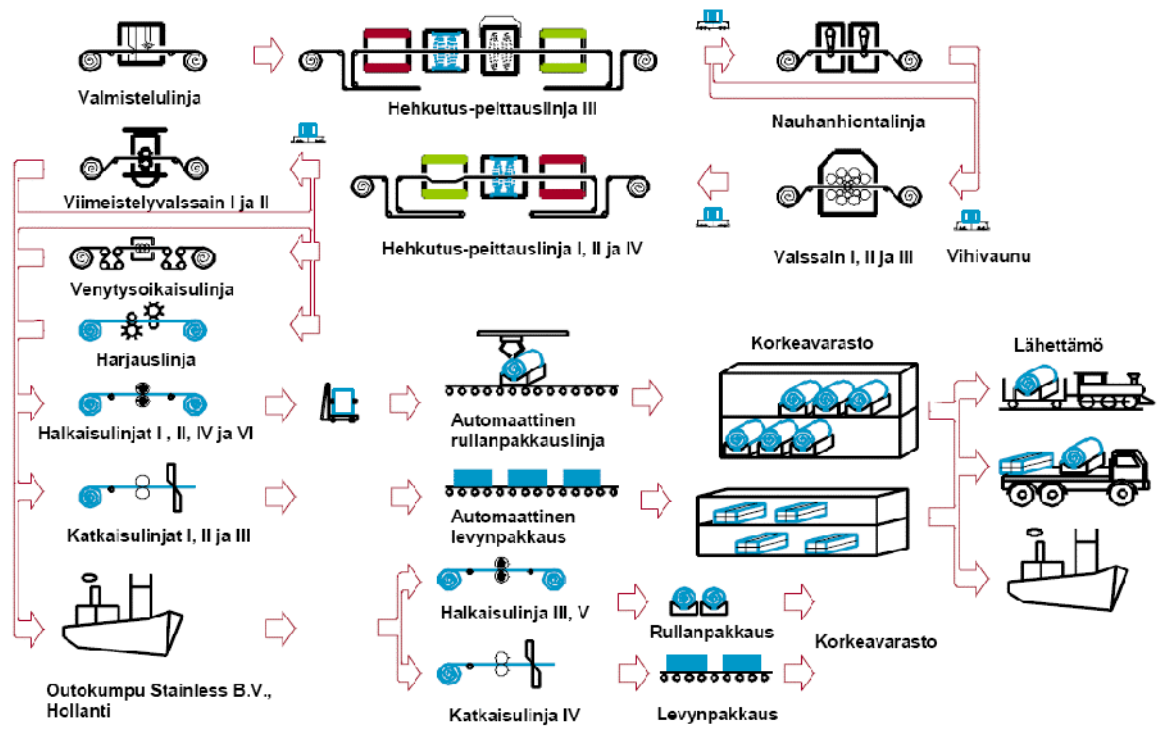 Valmistelulinja
Hehkutus-peittauslinja III
Nauhanhiontalinja
Viimeistelyvalssain I ja II
Hehkutus-peittauslinja I, II ja IV
Valssain I, II ja III
Vihivaunu
Venytysoikaisulinja
Harjauslinja
Korkeavarasto
Lähettämö
Halkaisulinjat I , II, IV ja VI
Automaattinen
rullanpakkauslinja
Katkaisulinjat I, II ja III
Automaattinen
levynpakkaus
Halkaisulinja III, V
Rullanpakkaus
Korkeavarasto
Outokumpu Stainless B.V.,
Hollanti
Katkaisulinja IV
Levynpakkaus